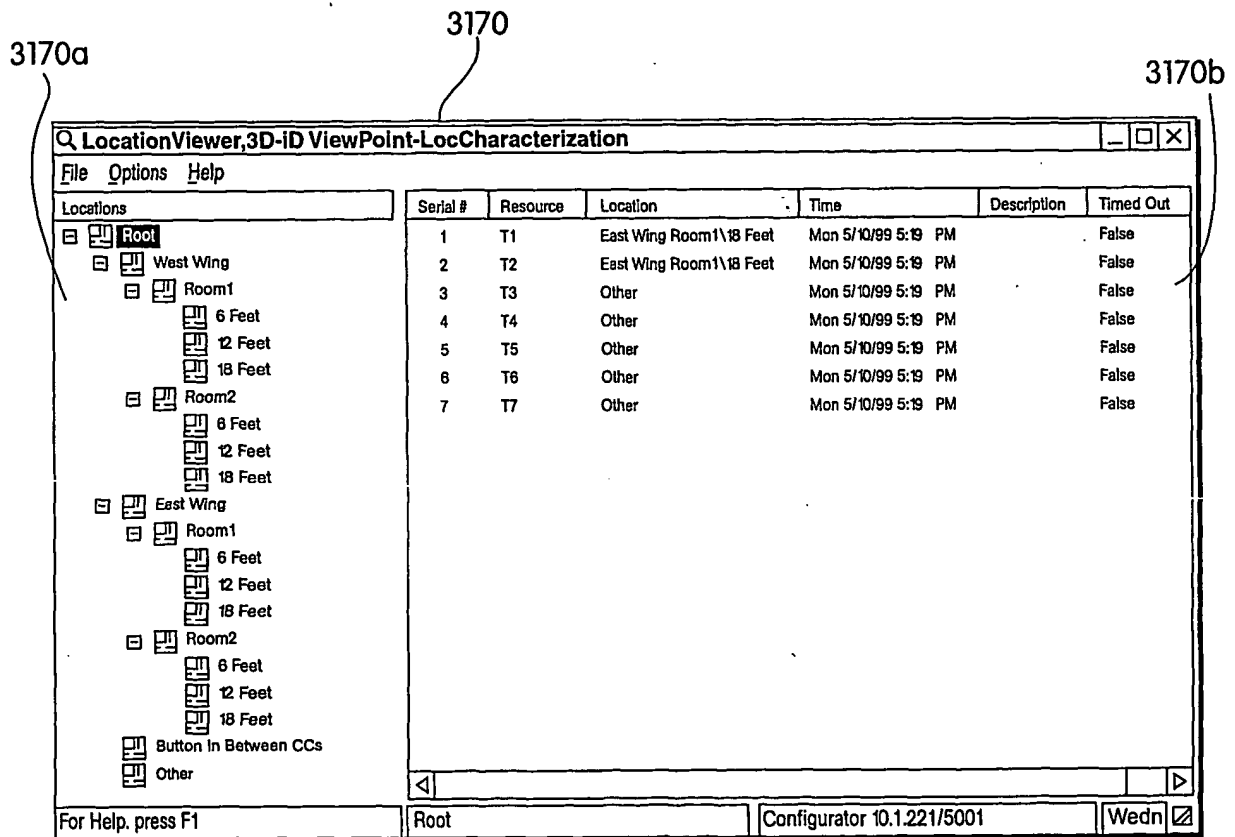 3170
3170a
3170b
LocationViewer,3D-iD ViewPoint-LocCharacterization
File Options Help
Locations
Serial # Resource Location Time Description Timed Out
Root
West Wing
Room1
6 Feet
12 Feet
18 Feet
Room2
6 Feet
12 Feet
18 Feet
East Wing
Room1
6 Feet
12 Feet
18 Feet
Room2
6 Feet
12 Feet
18 Feet
Button In Between CCs
Other
1 T1 East Wing Room1\18 Feet Mon 5/10/99 5:19 PM False
2 T2 East Wing Room1\18 Feet Mon 5/10/99 5:19 PM False
3 T3 Other Mon 5/10/99 5:19 PM False
4 T4 Other Mon 5/10/99 5:19 PM False
5 T5 Other Mon 5/10/99 5:19 PM False
6 T6 Other Mon 5/10/99 5:19 PM False
7 T7 Other Mon 5/10/99 5:19 PM False
For Help. press F1 Root Configurator 10.1.221/5001 Wedn